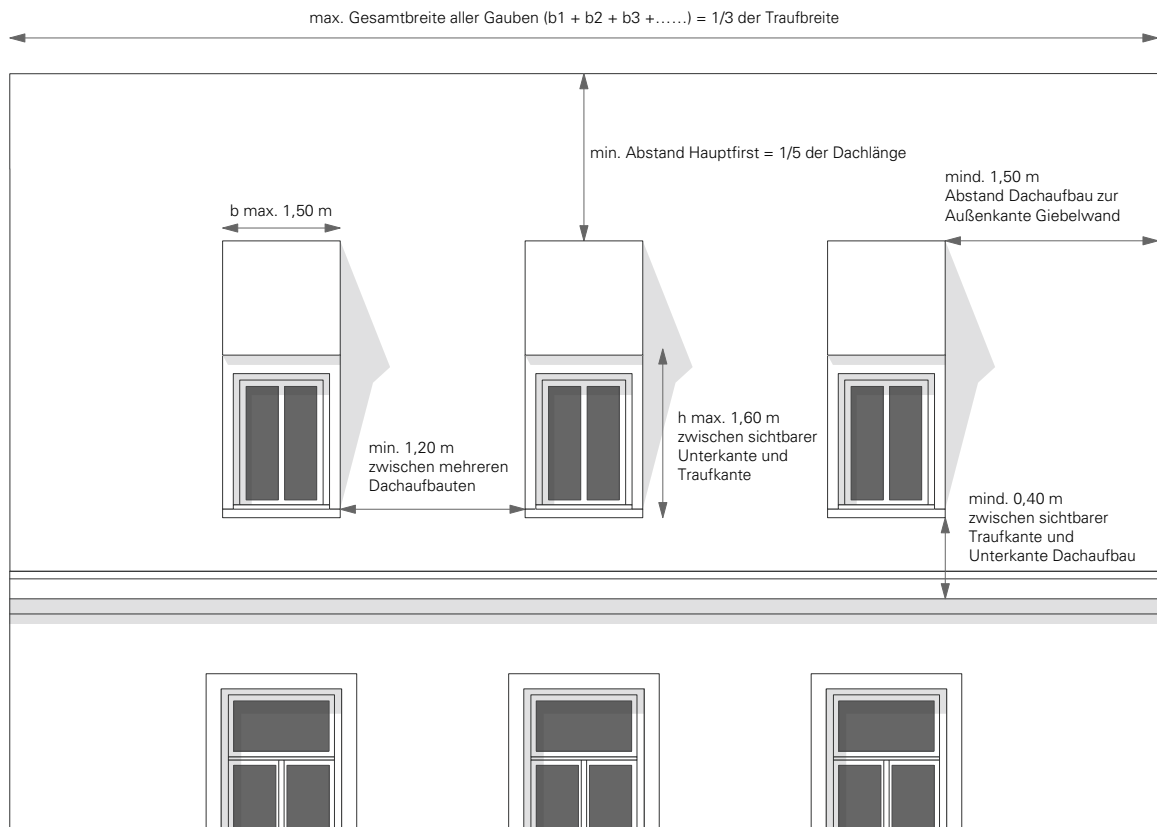 max. Gesamtbreite aller Gauben (b1 + b2 + b3 +......) = 1/3 der Traufbreite
min. Abstand Hauptfirst = 1/5 der Dachlänge
mind. 1,50 m
Abstand Dachaufbau zur
Außenkante Giebelwand
b max. 1,50 m
h max. 1,60 m
zwischen sichtbarer
Unterkante und
Traufkante
min. 1,20 m
zwischen mehreren
Dachaufbauten
mind. 0,40 m
zwischen sichtbarer
Traufkante und
Unterkante Dachaufbau